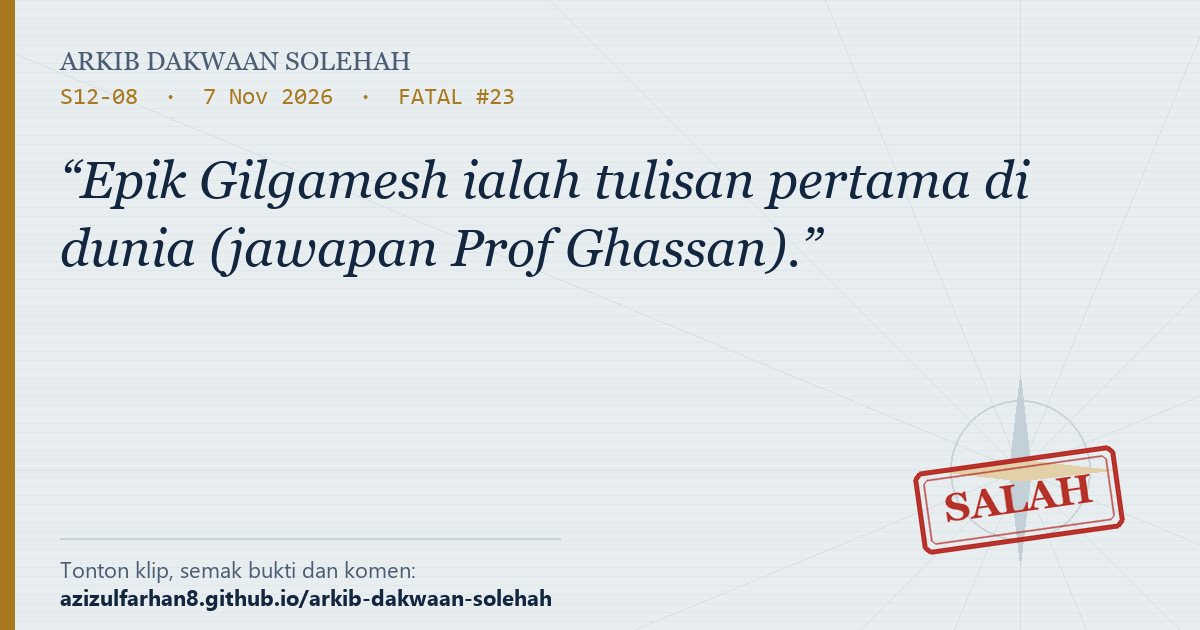 ARKIB DAKWAAN SOLEHAH
S12-08 · 7 Nov 2026 · FATAL #23
“Epik Gilgamesh ialah tulisan pertama di
dunia (jawapan Prof Ghassan).”
SALAH
Tonton klip, semak bukti dan komen:
azizulfarhan8.github.io/arkib-dakwaan-solehah